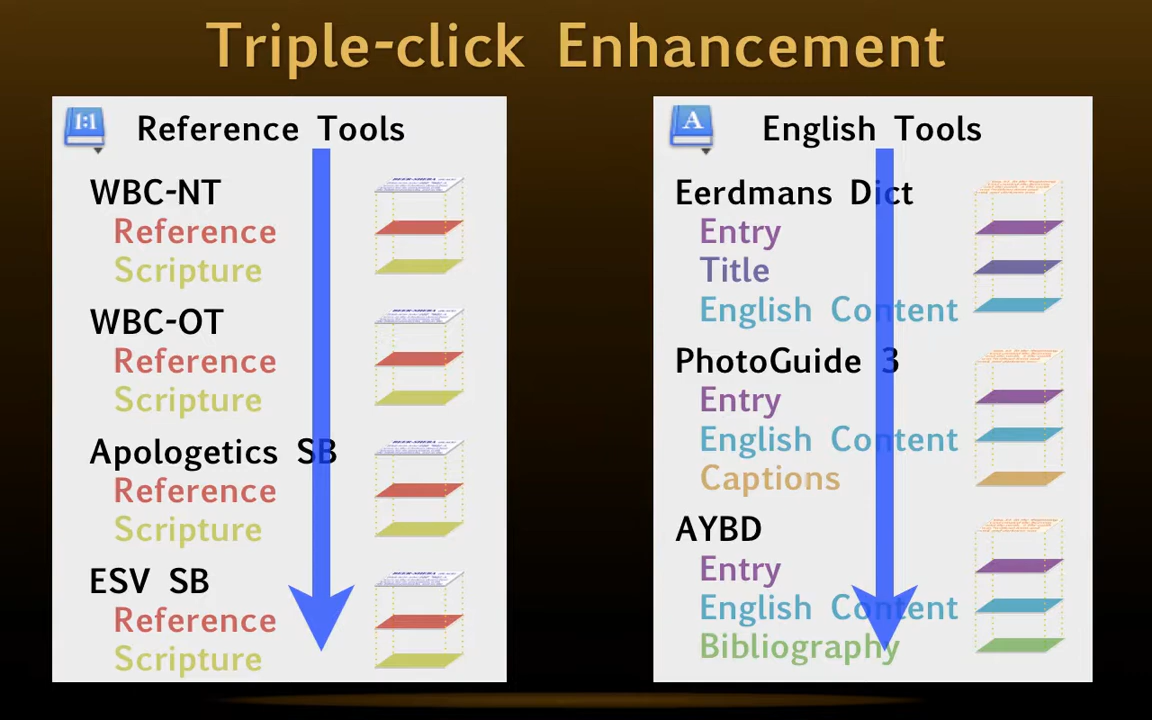 Triple-click Enhancement
1:1
Reference Tools
WBC-NT
Reference
Scripture
WBC-OT
Reference
Scripture
Apologetics SB
Reference
Scripture
ESV SB
Reference
Scripture
A
English Tools
Eerdmans Dict
Entry
Title
English Content
PhotoGuide 3
Entry
English Content
Captions
AYBD
Entry
English Content
Bibliography